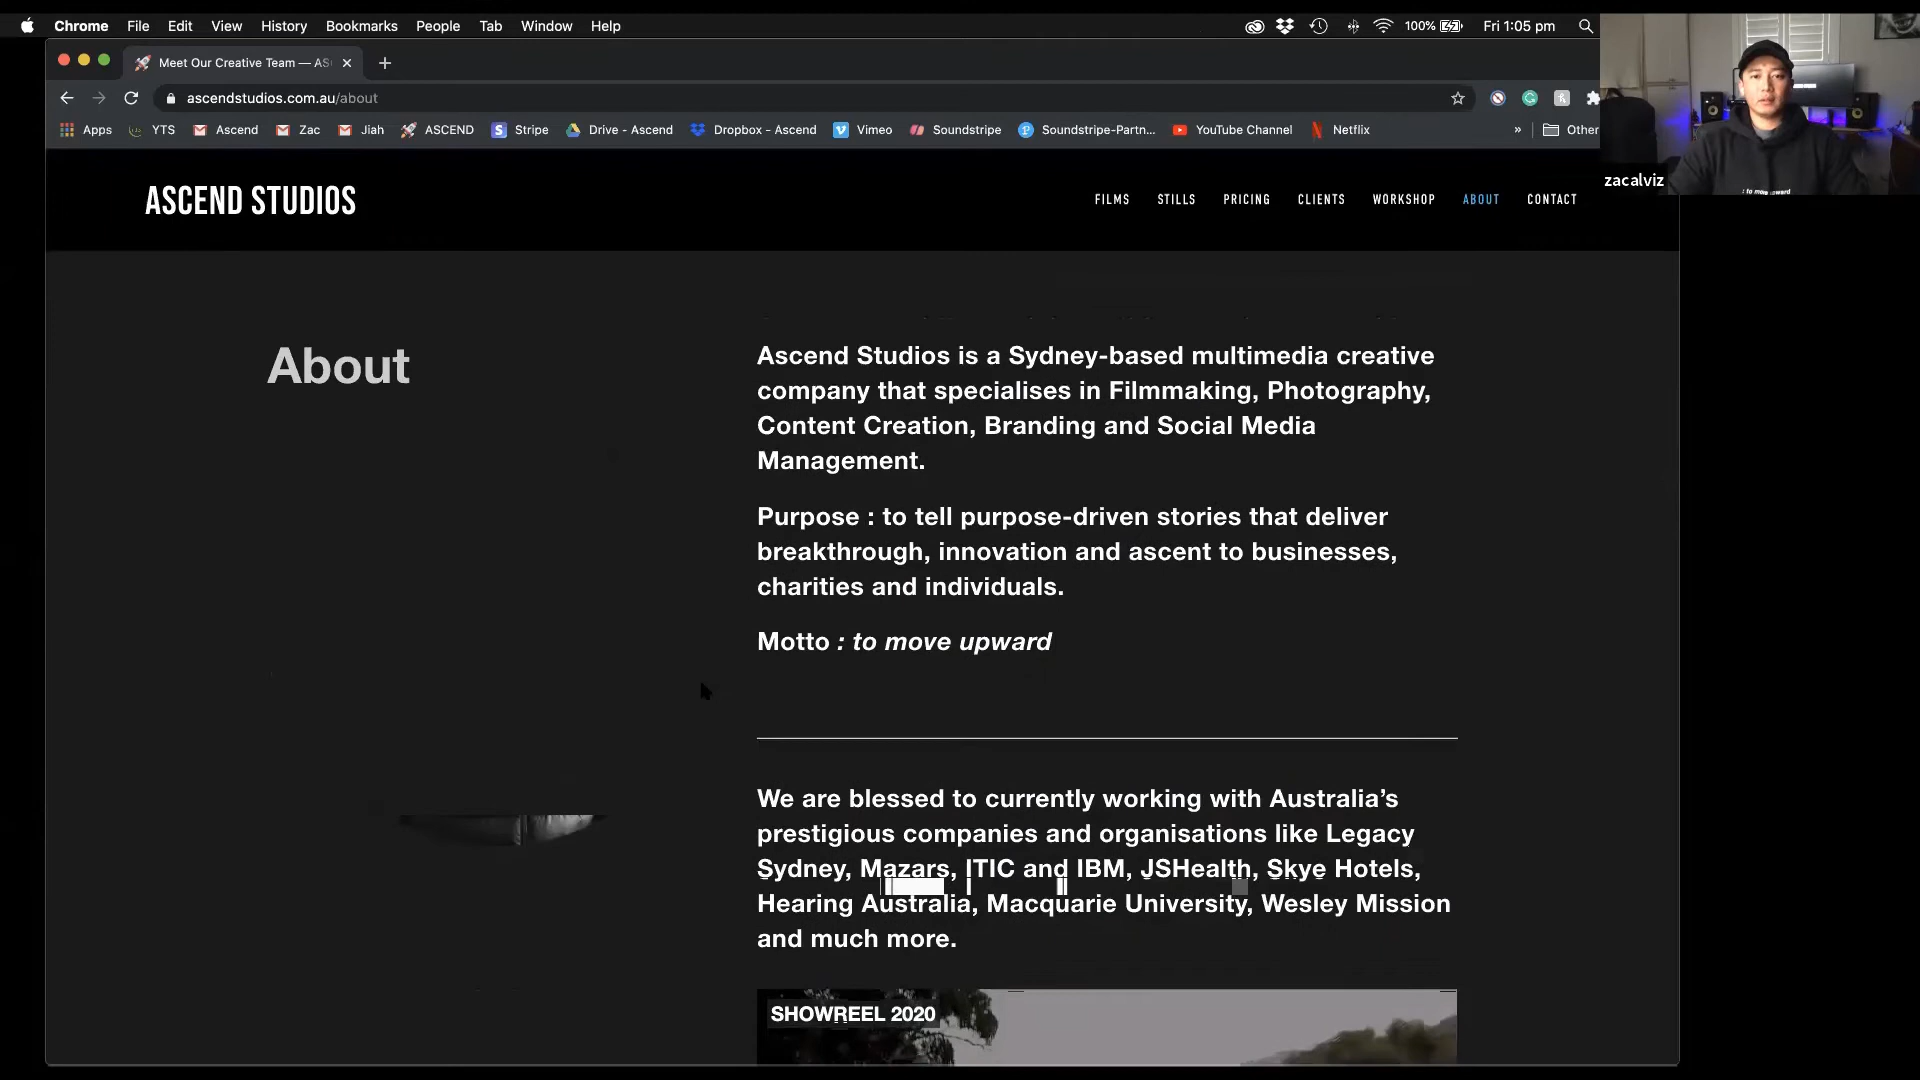 Chrome File Edit View History Bookmarks People Tab Window Help 100% Fri 1:05 pm
Meet Our Creative Team — AS
ascendstudios.com.au/about
Apps YTS Ascend Zac Jiah ASCEND Stripe Drive - Ascend Dropbox - Ascend Vimeo Soundstripe Soundstripe-Partn... YouTube Channel Netflix » Other
zacalviz
: to move upward
ASCEND STUDIOS FILMS STILLS PRICING CLIENTS WORKSHOP ABOUT CONTACT
About
Ascend Studios is a Sydney-based multimedia creative
company that specialises in Filmmaking, Photography,
Content Creation, Branding and Social Media
Management.
Purpose : to tell purpose-driven stories that deliver
breakthrough, innovation and ascent to businesses,
charities and individuals.
Motto : to move upward
We are blessed to currently working with Australia’s
prestigious companies and organisations like Legacy
Sydney, Mazars, ITIC and IBM, JSHealth, Skye Hotels,
Hearing Australia, Macquarie University, Wesley Mission
and much more.
SHOWREEL 2020